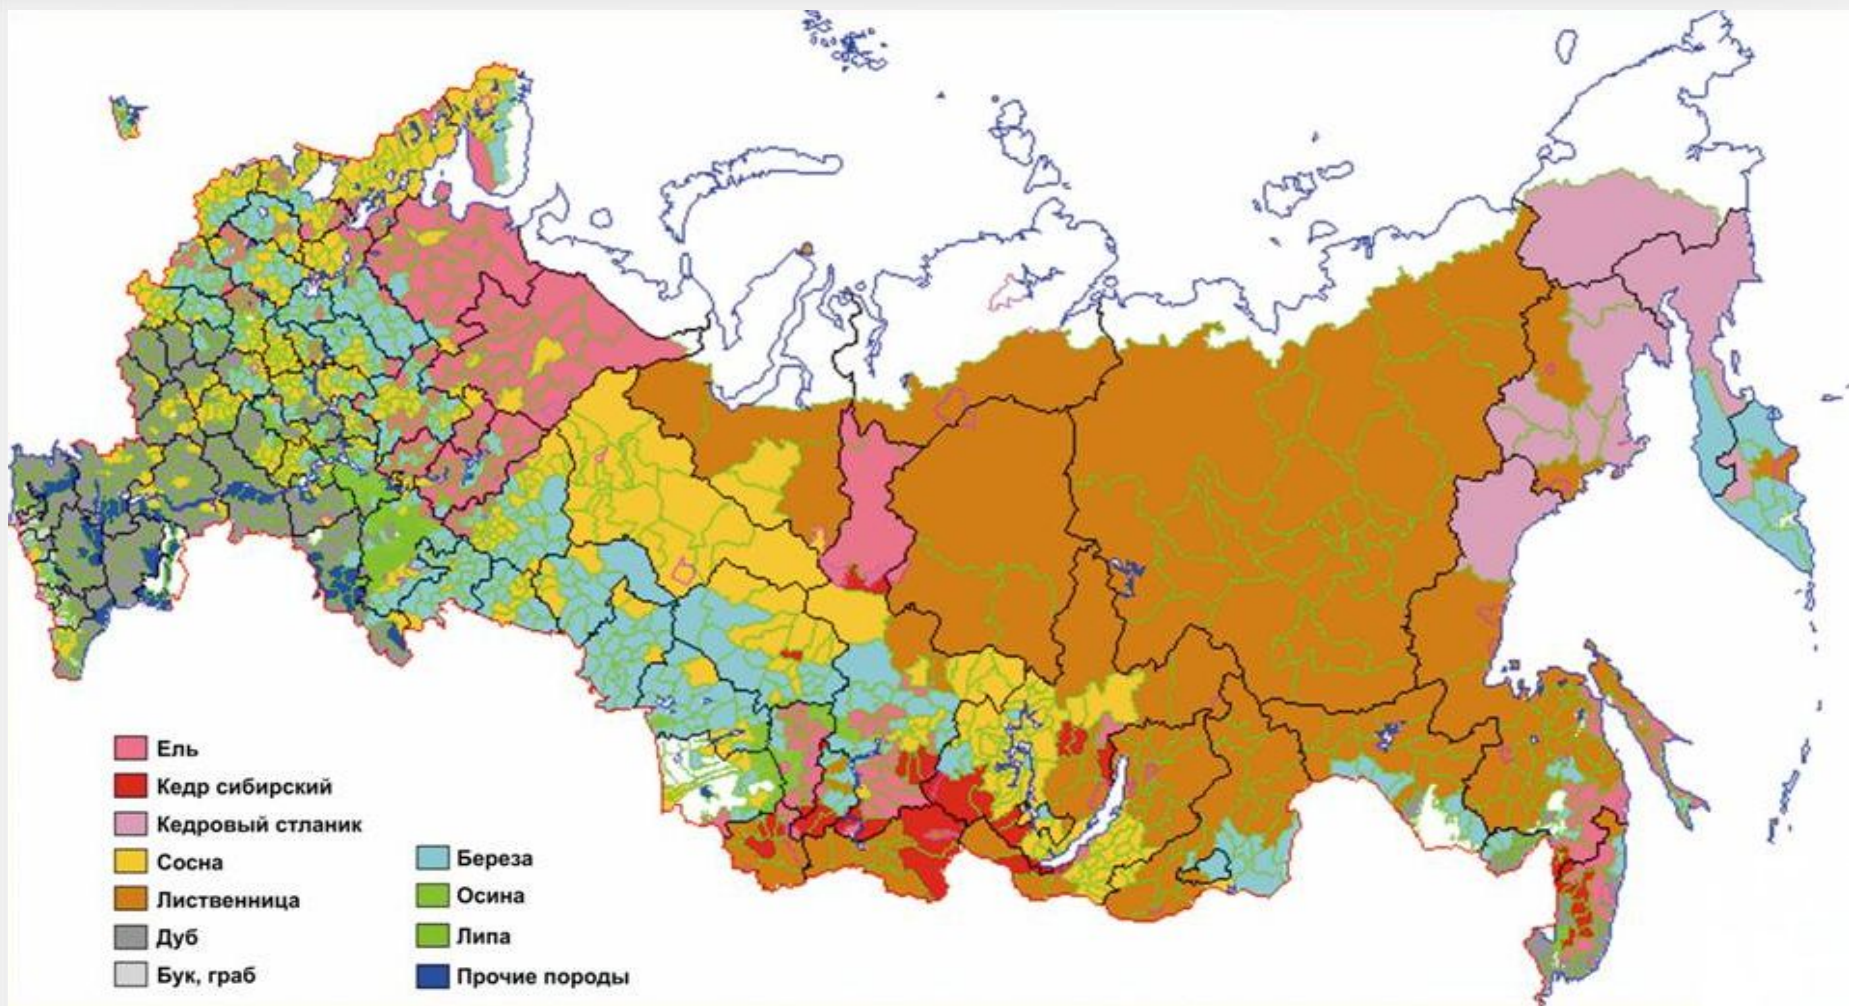 Ель
Кедр сибирский
Кедровый стланик
Сосна
Лиственница
Дуб
Бук, граб
Береза
Осина
Липа
Прочие породы